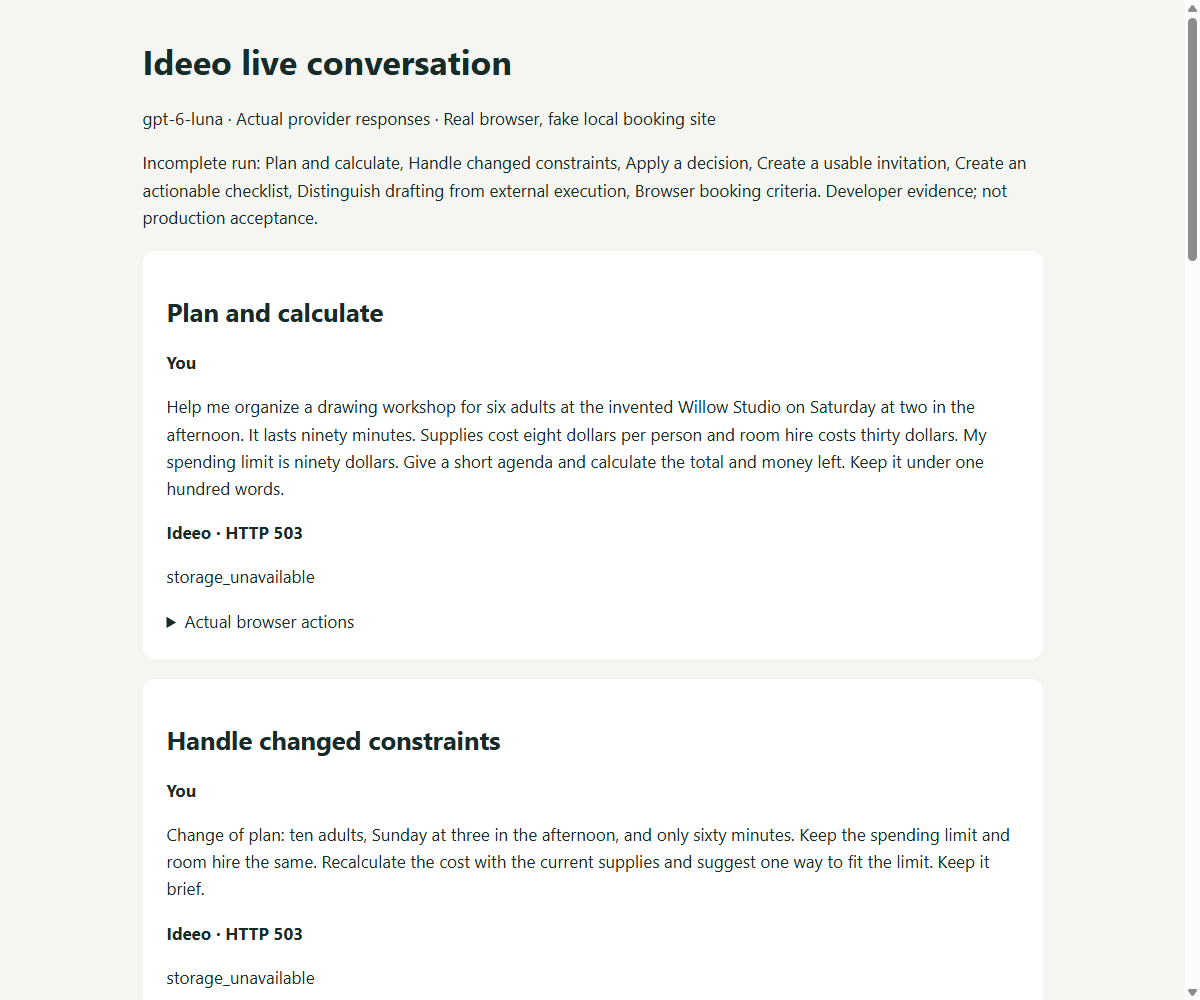 Ideeo live conversation
gpt-6-luna · Actual provider responses · Real browser, fake local booking site
Incomplete run: Plan and calculate, Handle changed constraints, Apply a decision, Create a usable invitation, Create an
actionable checklist, Distinguish drafting from external execution, Browser booking criteria. Developer evidence; not
production acceptance.
Plan and calculate
You
Help me organize a drawing workshop for six adults at the invented Willow Studio on Saturday at two in the
afternoon. It lasts ninety minutes. Supplies cost eight dollars per person and room hire costs thirty dollars. My
spending limit is ninety dollars. Give a short agenda and calculate the total and money left. Keep it under one
hundred words.
Ideeo · HTTP 503
storage_unavailable
▶ Actual browser actions
Handle changed constraints
You
Change of plan: ten adults, Sunday at three in the afternoon, and only sixty minutes. Keep the spending limit and
room hire the same. Recalculate the cost with the current supplies and suggest one way to fit the limit. Keep it
brief.
Ideeo · HTTP 503
storage_unavailable